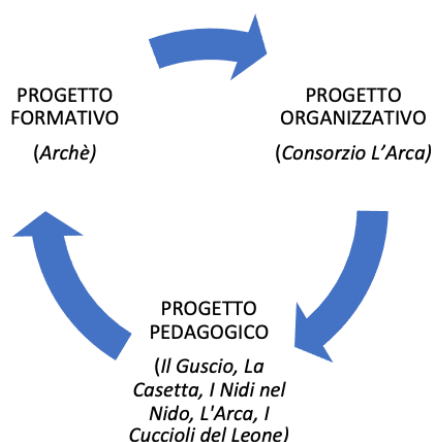 PROGETTO
FORMATIVO
(Archè)
PROGETTO
ORGANIZZATIVO
(Consorzio L’Arca)
PROGETTO
PEDAGOGICO
(Il Guscio, La
Casetta, I Nidi nel
Nido, L'Arca, I
Cuccioli del Leone)